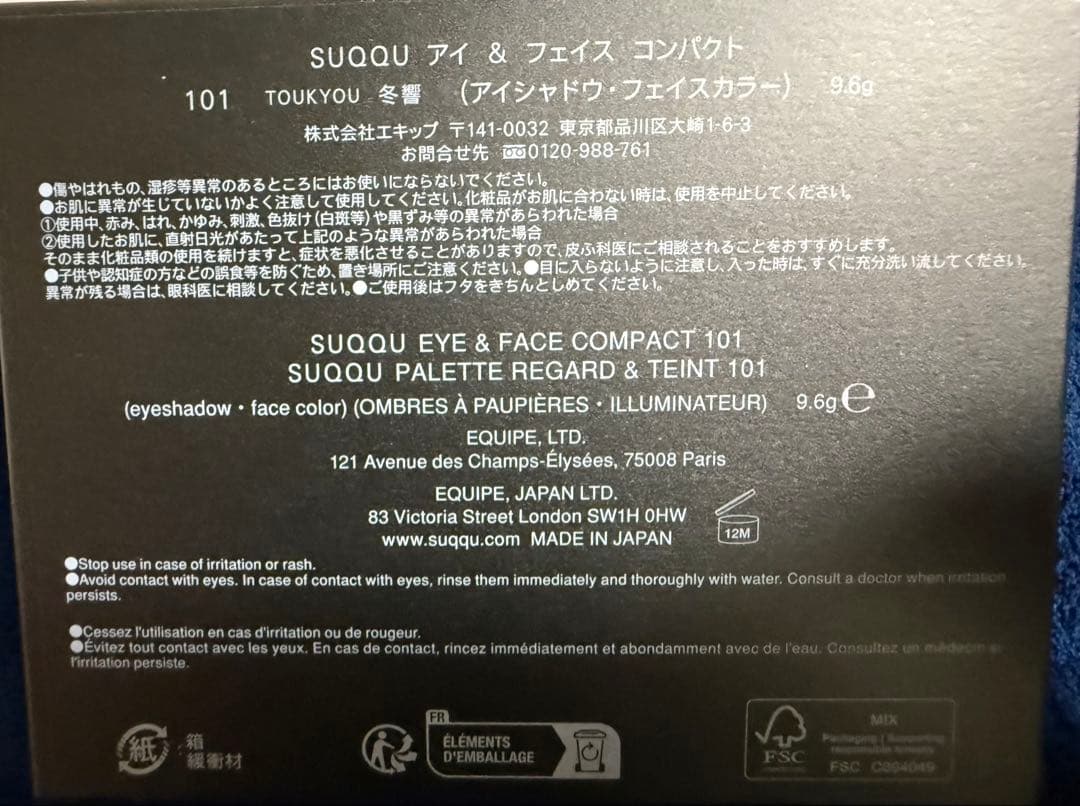 SUQQU アイ & フェイス コンパクト
101 TOUKYOU 冬響 (アイシャドウ・フェイスカラー) 9.6g
株式会社エキップ 〒141-0032 東京都品川区大崎1-6-3
お問合せ先 0120-988-761
●傷やはれもの、湿疹等異常のあるところにはお使いにならないでください。
●お肌に異常が生じていないかよく注意して使用してください。化粧品がお肌に合わない時は、使用を中止してください。
①使用中、赤み、はれ、かゆみ、刺激、色抜け(白斑等)や黒ずみ等の異常があらわれた場合
②使用したお肌に、直射日光があたって上記のような異常があらわれた場合
そのまま化粧品類の使用を続けますと、症状を悪化させることがありますので、皮ふ科医にご相談されることをおすすめします。
●子供や認知症の方などの誤食等を防ぐため、置き場所にご注意ください。●目に入らないように注意し、入った時は、すぐに充分洗い流してください。
異常が残る場合は、眼科医に相談してください。●ご使用後はフタをきちんとしめてください。
SUQQU EYE & FACE COMPACT 101
SUQQU PALETTE REGARD & TEINT 101
(eyeshadow・face color) (OMBRES À PAUPIÈRES・ILLUMINATEUR) 9.6g ℮
EQUIPE, LTD.
121 Avenue des Champs-Élysées, 75008 Paris
EQUIPE, JAPAN LTD.
83 Victoria Street London SW1H 0HW
www.suqqu.com MADE IN JAPAN
12M
●Stop use in case of irritation or rash.
●Avoid contact with eyes. In case of contact with eyes, rinse them immediately and thoroughly with water. Consult a doctor when irritation
persists.
●Cessez l'utilisation en cas d'irritation ou de rougeur.
●Évitez tout contact avec les yeux. En cas de contact, rincez immédiatement et abondamment avec de l'eau. Consultez un médecin si
l'irritation persiste.
紙 箱
緩衝材
FR
ÉLÉMENTS
D'EMBALLAGE
FSC
MIX
Packaging | Supporting
responsible forestry
FSC C004049